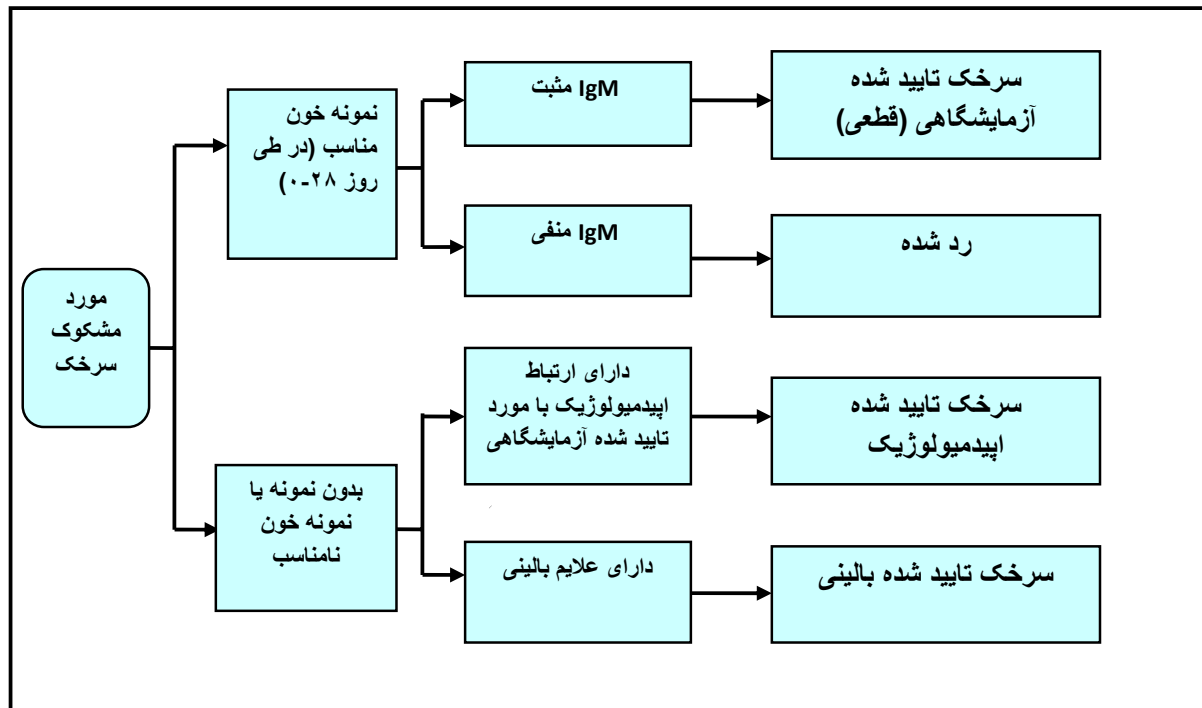 مورد
مشکوک
سرخک
نمونه خون
مناسب (در طی
روز ۲۸-۰)
IgM مثبت
سرخک تایید شده
آزمایشگاهی (قطعی)
IgM منفی
رد شده
بدون نمونه یا
نمونه خون
نامناسب
دارای ارتباط
اپیدمیولوژیک با مورد
تایید شده آزمایشگاهی
سرخک تایید شده
اپیدمیولوژیک
دارای علایم بالینی
سرخک تایید شده بالینی